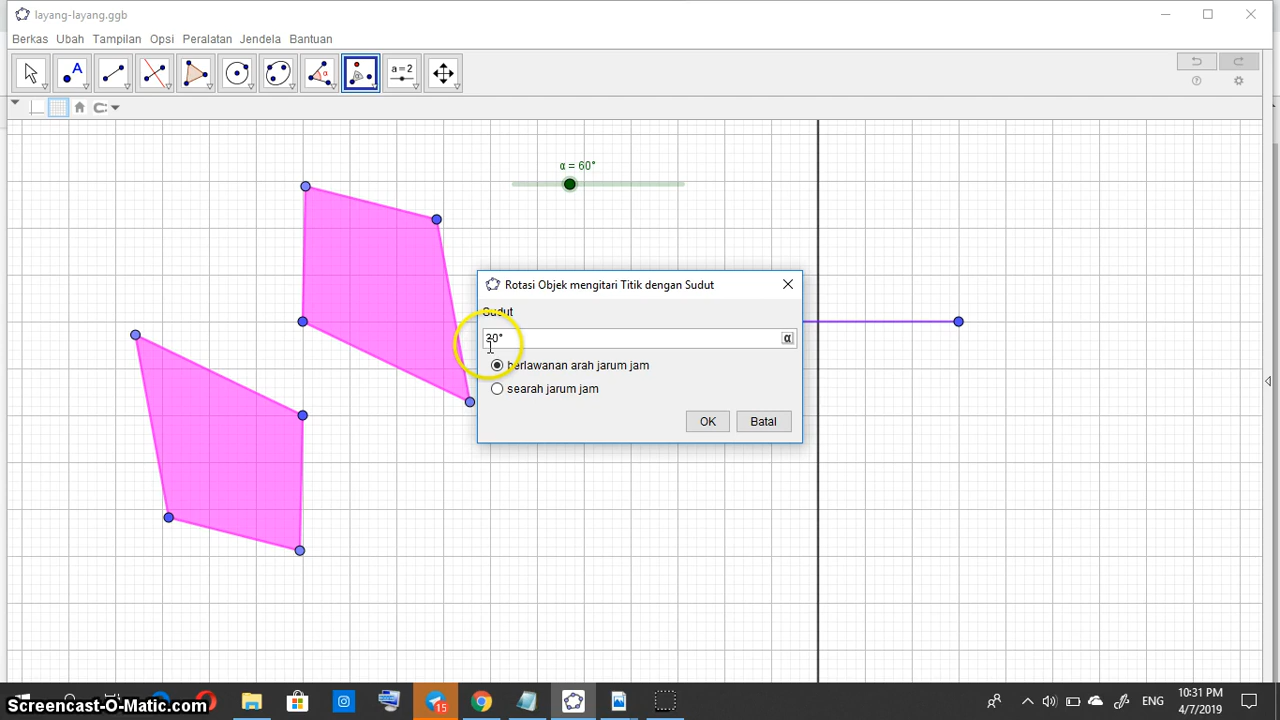 layang-layang.ggb
Berkas Ubah Tampilan Opsi Peralatan Jendela Bantuan
A
α
a=2
α = 60°
Rotasi Objek mengitari Titik dengan Sudut
Sudut
α
berlawanan arah jarum jam
searah jarum jam
OK Batal
15
ENG
10:31 PM
4/7/2019
Screencast-O-Matic.com